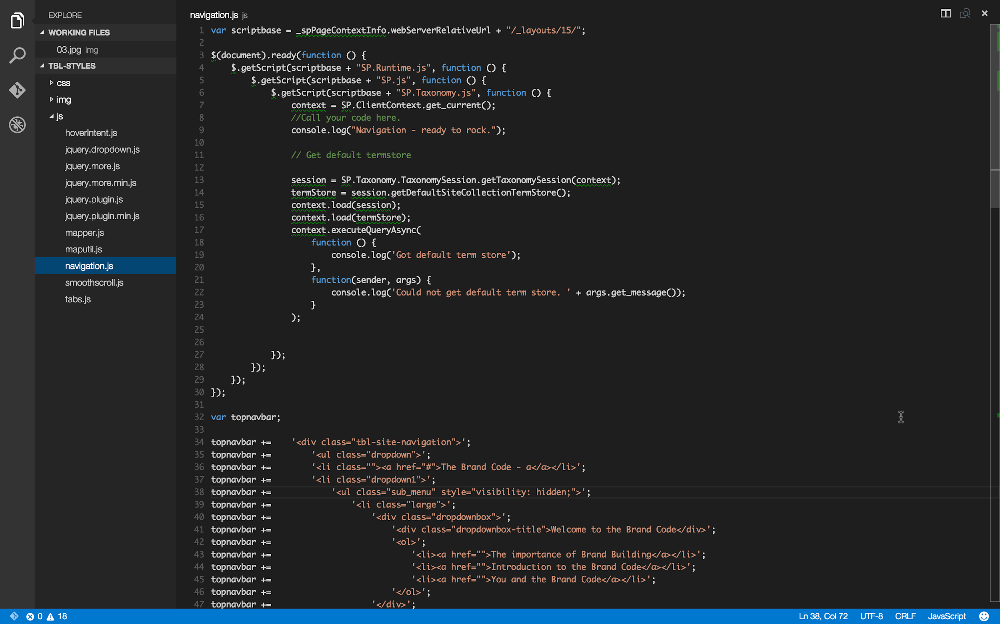 EXPLORE
WORKING FILES
03.jpg img
TBL-STYLES
css
img
js
hoverIntent.js
jquery.dropdown.js
jquery.more.js
jquery.more.min.js
jquery.plugin.js
jquery.plugin.min.js
mapper.js
maputil.js
navigation.js
smoothscroll.js
tabs.js
navigation.js js
1 var scriptbase = _spPageContextInfo.webServerRelativeUrl + "/_layouts/15/";
2
3 $(document).ready(function () {
4     $.getScript(scriptbase + "SP.Runtime.js", function () {
5         $.getScript(scriptbase + "SP.js", function () {
6             $.getScript(scriptbase + "SP.Taxonomy.js", function () {
7                 context = SP.ClientContext.get_current();
8                 //Call your code here.
9                 console.log("Navigation - ready to rock.");
10
11                 // Get default termstore
12
13                 session = SP.Taxonomy.TaxonomySession.getTaxonomySession(context);
14                 termStore = session.getDefaultSiteCollectionTermStore();
15                 context.load(session);
16                 context.load(termStore);
17                 context.executeQueryAsync(
18                     function () {
19                         console.log('Got default term store');
20                     },
21                     function(sender, args) {
22                         console.log('Could not get default term store. ' + args.get_message());
23                     }
24                 );
25
26
27             });
28         });
29     });
30 });
31
32 var topnavbar;
33
34 topnavbar +=    '<div class="tbl-site-navigation">';
35 topnavbar +=        '<ul class="dropdown">';
36 topnavbar +=        '<li class=""><a href="#">The Brand Code - a</a></li>';
37 topnavbar +=        '<li class="dropdown1">';
38 topnavbar +=            '<ul class="sub_menu" style="visibility: hidden;">';
39 topnavbar +=                '<li class="large">';
40 topnavbar +=                    '<div class="dropdownbox">';
41 topnavbar +=                        '<div class="dropdownbox-title">Welcome to the Brand Code</div>';
42 topnavbar +=                        '<ol>';
43 topnavbar +=                            '<li><a href="">The importance of Brand Building</a></li>';
44 topnavbar +=                            '<li><a href="">Introduction to the Brand Code</a></li>';
45 topnavbar +=                            '<li><a href="">You and the Brand Code</a></li>';
46 topnavbar +=                        '</ol>';
47 topnavbar +=                    '</div>';
0 18
Ln 38, Col 72 UTF-8 CRLF JavaScript